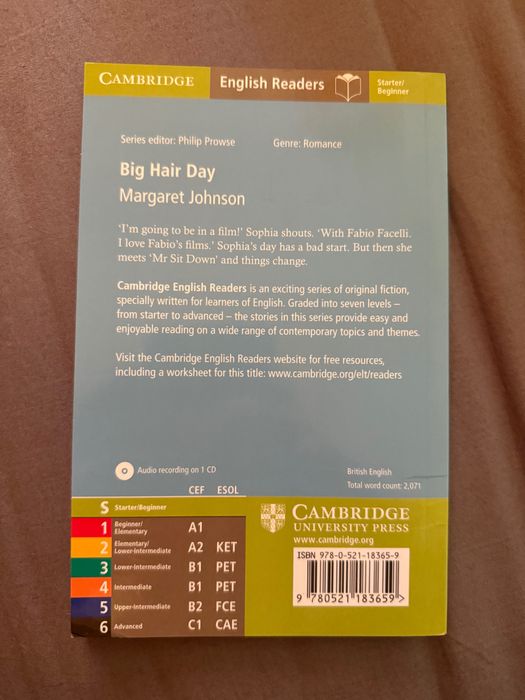 CAMBRIDGE English Readers Starter/
Beginner
Series editor: Philip Prowse Genre: Romance
Big Hair Day
Margaret Johnson
'I'm going to be in a film!' Sophia shouts. 'With Fabio Facelli.
I love Fabio's films.' Sophia's day has a bad start. But then she
meets 'Mr Sit Down' and things change.
Cambridge English Readers is an exciting series of original fiction,
specially written for learners of English. Graded into seven levels –
from starter to advanced – the stories in this series provide easy and
enjoyable reading on a wide range of contemporary topics and themes.
Visit the Cambridge English Readers website for free resources,
including a worksheet for this title: www.cambridge.org/elt/readers
Audio recording on 1 CD
British English
Total word count: 2,071
CEF ESOL
S Starter/Beginner
1 Beginner/
Elementary A1
2 Elementary/
Lower-Intermediate A2 KET
3 Lower-Intermediate B1 PET
4 Intermediate B1 PET
5 Upper-Intermediate B2 FCE
6 Advanced C1 CAE
CAMBRIDGE
UNIVERSITY PRESS
www.cambridge.org
ISBN 978-0-521-18365-9
9 780521 183659 >